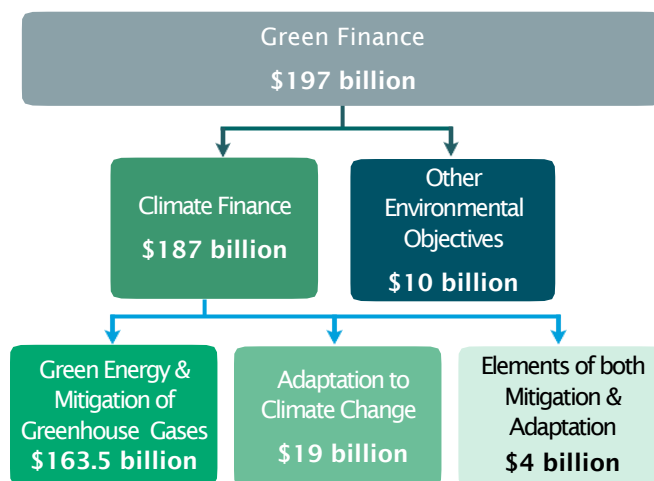 Green Finance
$197 billion
Climate Finance
$187 billion
Other
Environmental
Objectives
$10 billion
Green Energy &
Mitigation of
Greenhouse Gases
$163.5 billion
Adaptation to
Climate Change
$19 billion
Elements of both
Mitigation &
Adaptation
$4 billion